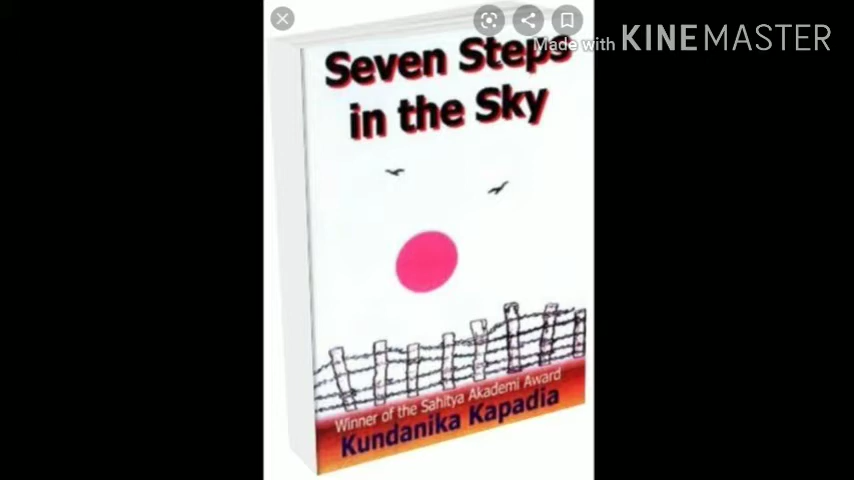 Made with KINEMASTER
Seven Steps
in the Sky
Winner of the Sahitya Akademi Award
Kundanika Kapadia